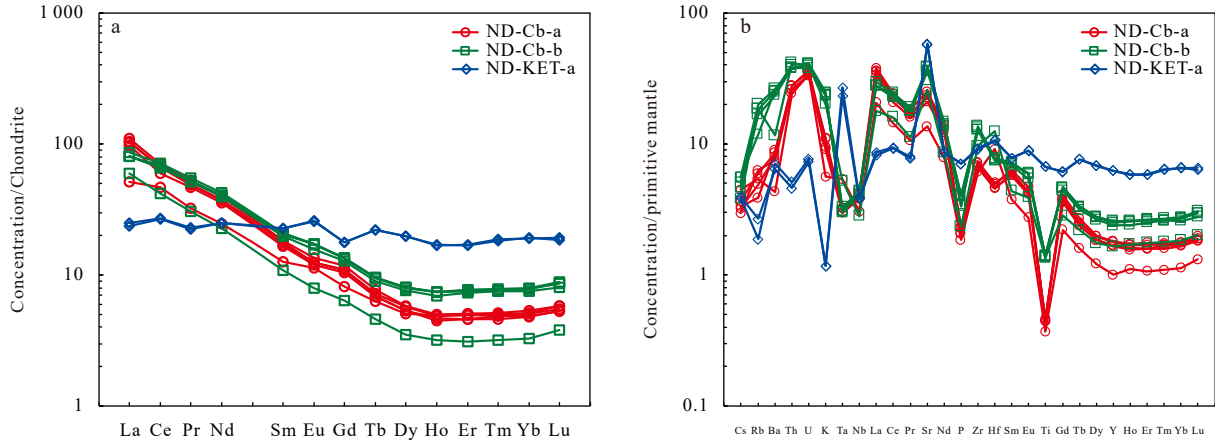 a
ND-Cb-a
ND-Cb-b
ND-KET-a
1 000
100
10
1
Concentration/Chondrite
La Ce Pr Nd Sm Eu Gd Tb Dy Ho Er Tm Yb Lu
b
ND-Cb-a
ND-Cb-b
ND-KET-a
100
10
1
0.1
Concentration/primitive mantle
Cs Rb Ba Th U K Ta Nb La Ce Pr Sr Nd P Zr Hf Sm Eu Ti Gd Tb Dy Y Ho Er Tm Yb Lu